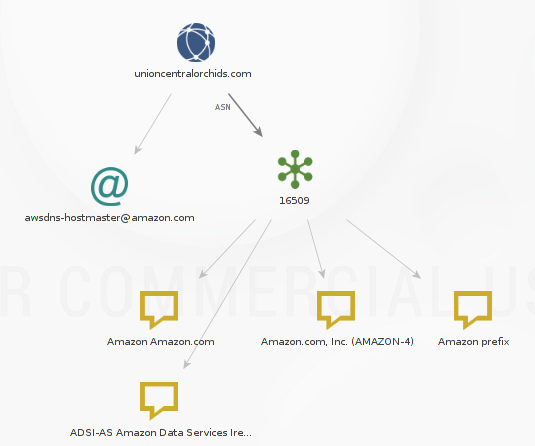 unioncentralorchids.com
ASN
awsdns-hostmaster@amazon.com
16509
R COMMERCIAL US
Amazon Amazon.com
Amazon.com, Inc. (AMAZON-4)
Amazon prefix
ADSI-AS Amazon Data Services Ire...